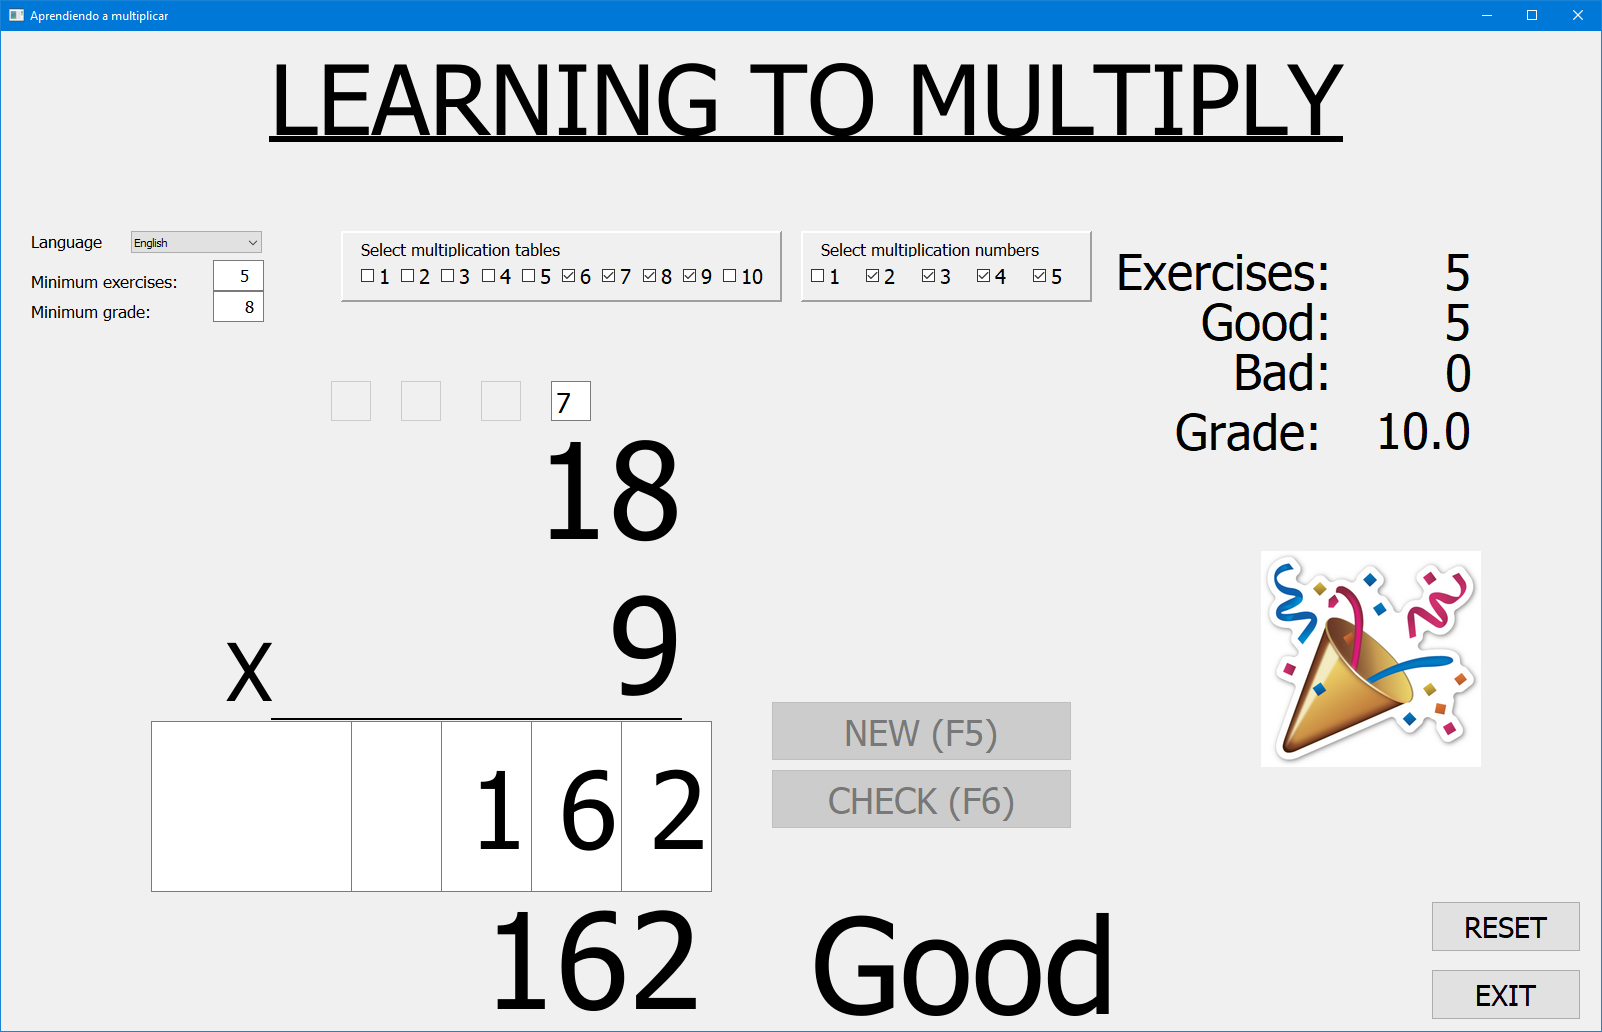 Aprendiendo a multiplicar
LEARNING TO MULTIPLY
Language English
Minimum exercises: 5
Minimum grade: 8
Select multiplication tables
1 2 3 4 5 6 7 8 9 10
Select multiplication numbers
1 2 3 4 5
Exercises: 5
Good: 5
Bad: 0
Grade: 10.0
7
18
X 9
1 6 2
162 Good
NEW (F5)
CHECK (F6)
RESET
EXIT